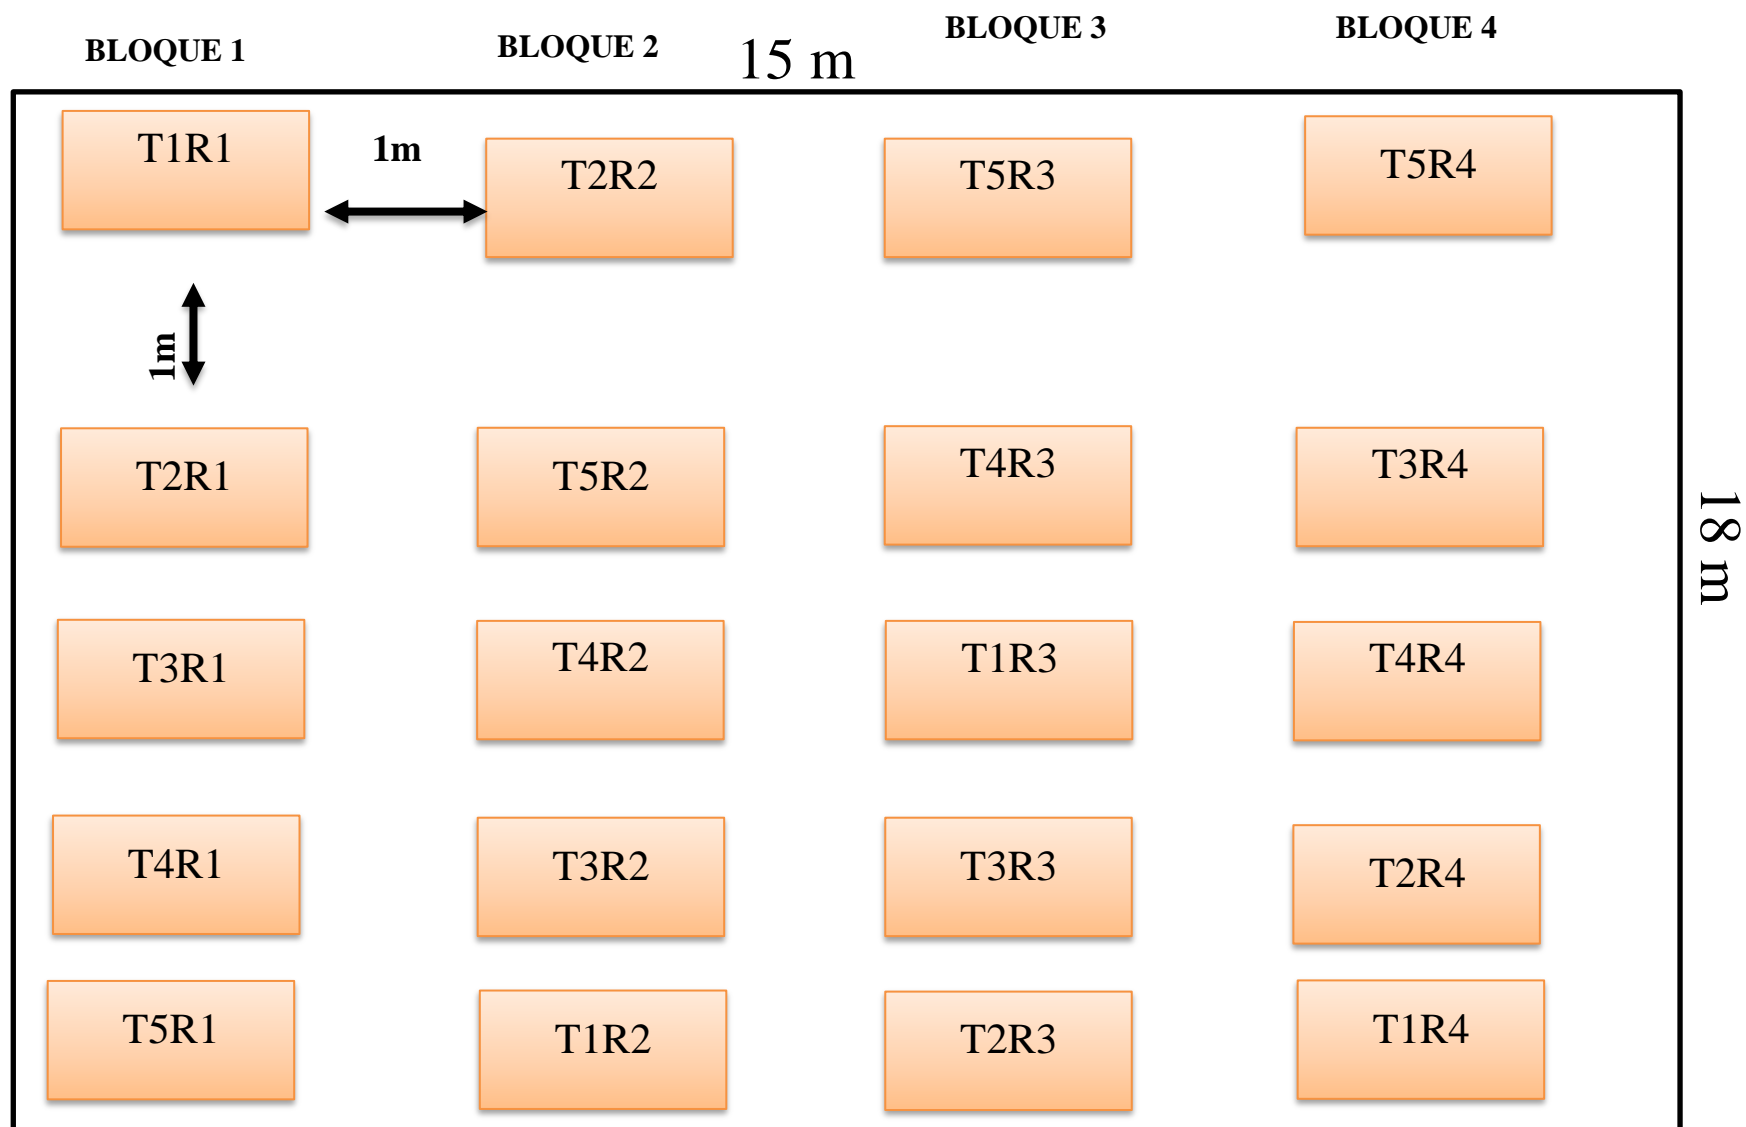 BLOQUE 1
BLOQUE 2
15 m
BLOQUE 3
BLOQUE 4
T1R1
1m
T2R2
T5R3
T5R4
1m
T2R1
T5R2
T4R3
T3R4
18 m
T3R1
T4R2
T1R3
T4R4
T4R1
T3R2
T3R3
T2R4
T5R1
T1R2
T2R3
T1R4